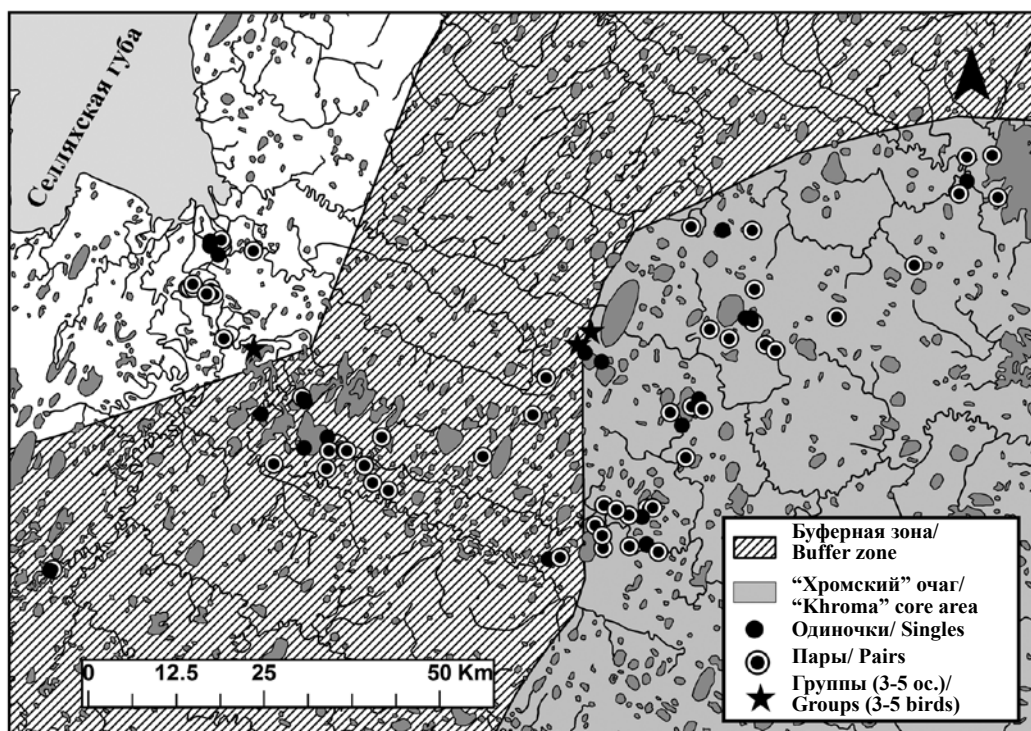 Селляхская губа
Буферная зона/
Buffer zone
“Хромский” очаг/
“Khroma” core area
Одиночки/ Singles
Пары/ Pairs
Группы (3-5 ос.)/
Groups (3-5 birds)
0 12.5 25 50 Km